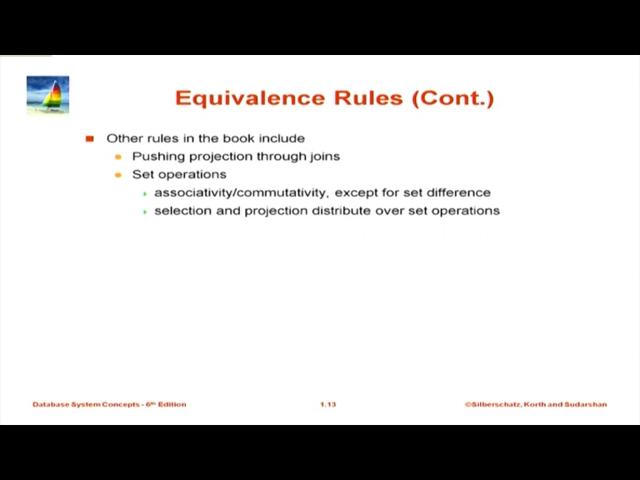 Equivalence Rules (Cont.)
Other rules in the book include
Pushing projection through joins
Set operations
associativity/commutativity, except for set difference
selection and projection distribute over set operations
Database System Concepts - 6th Edition
1.13
©Silberschatz, Korth and Sudarshan